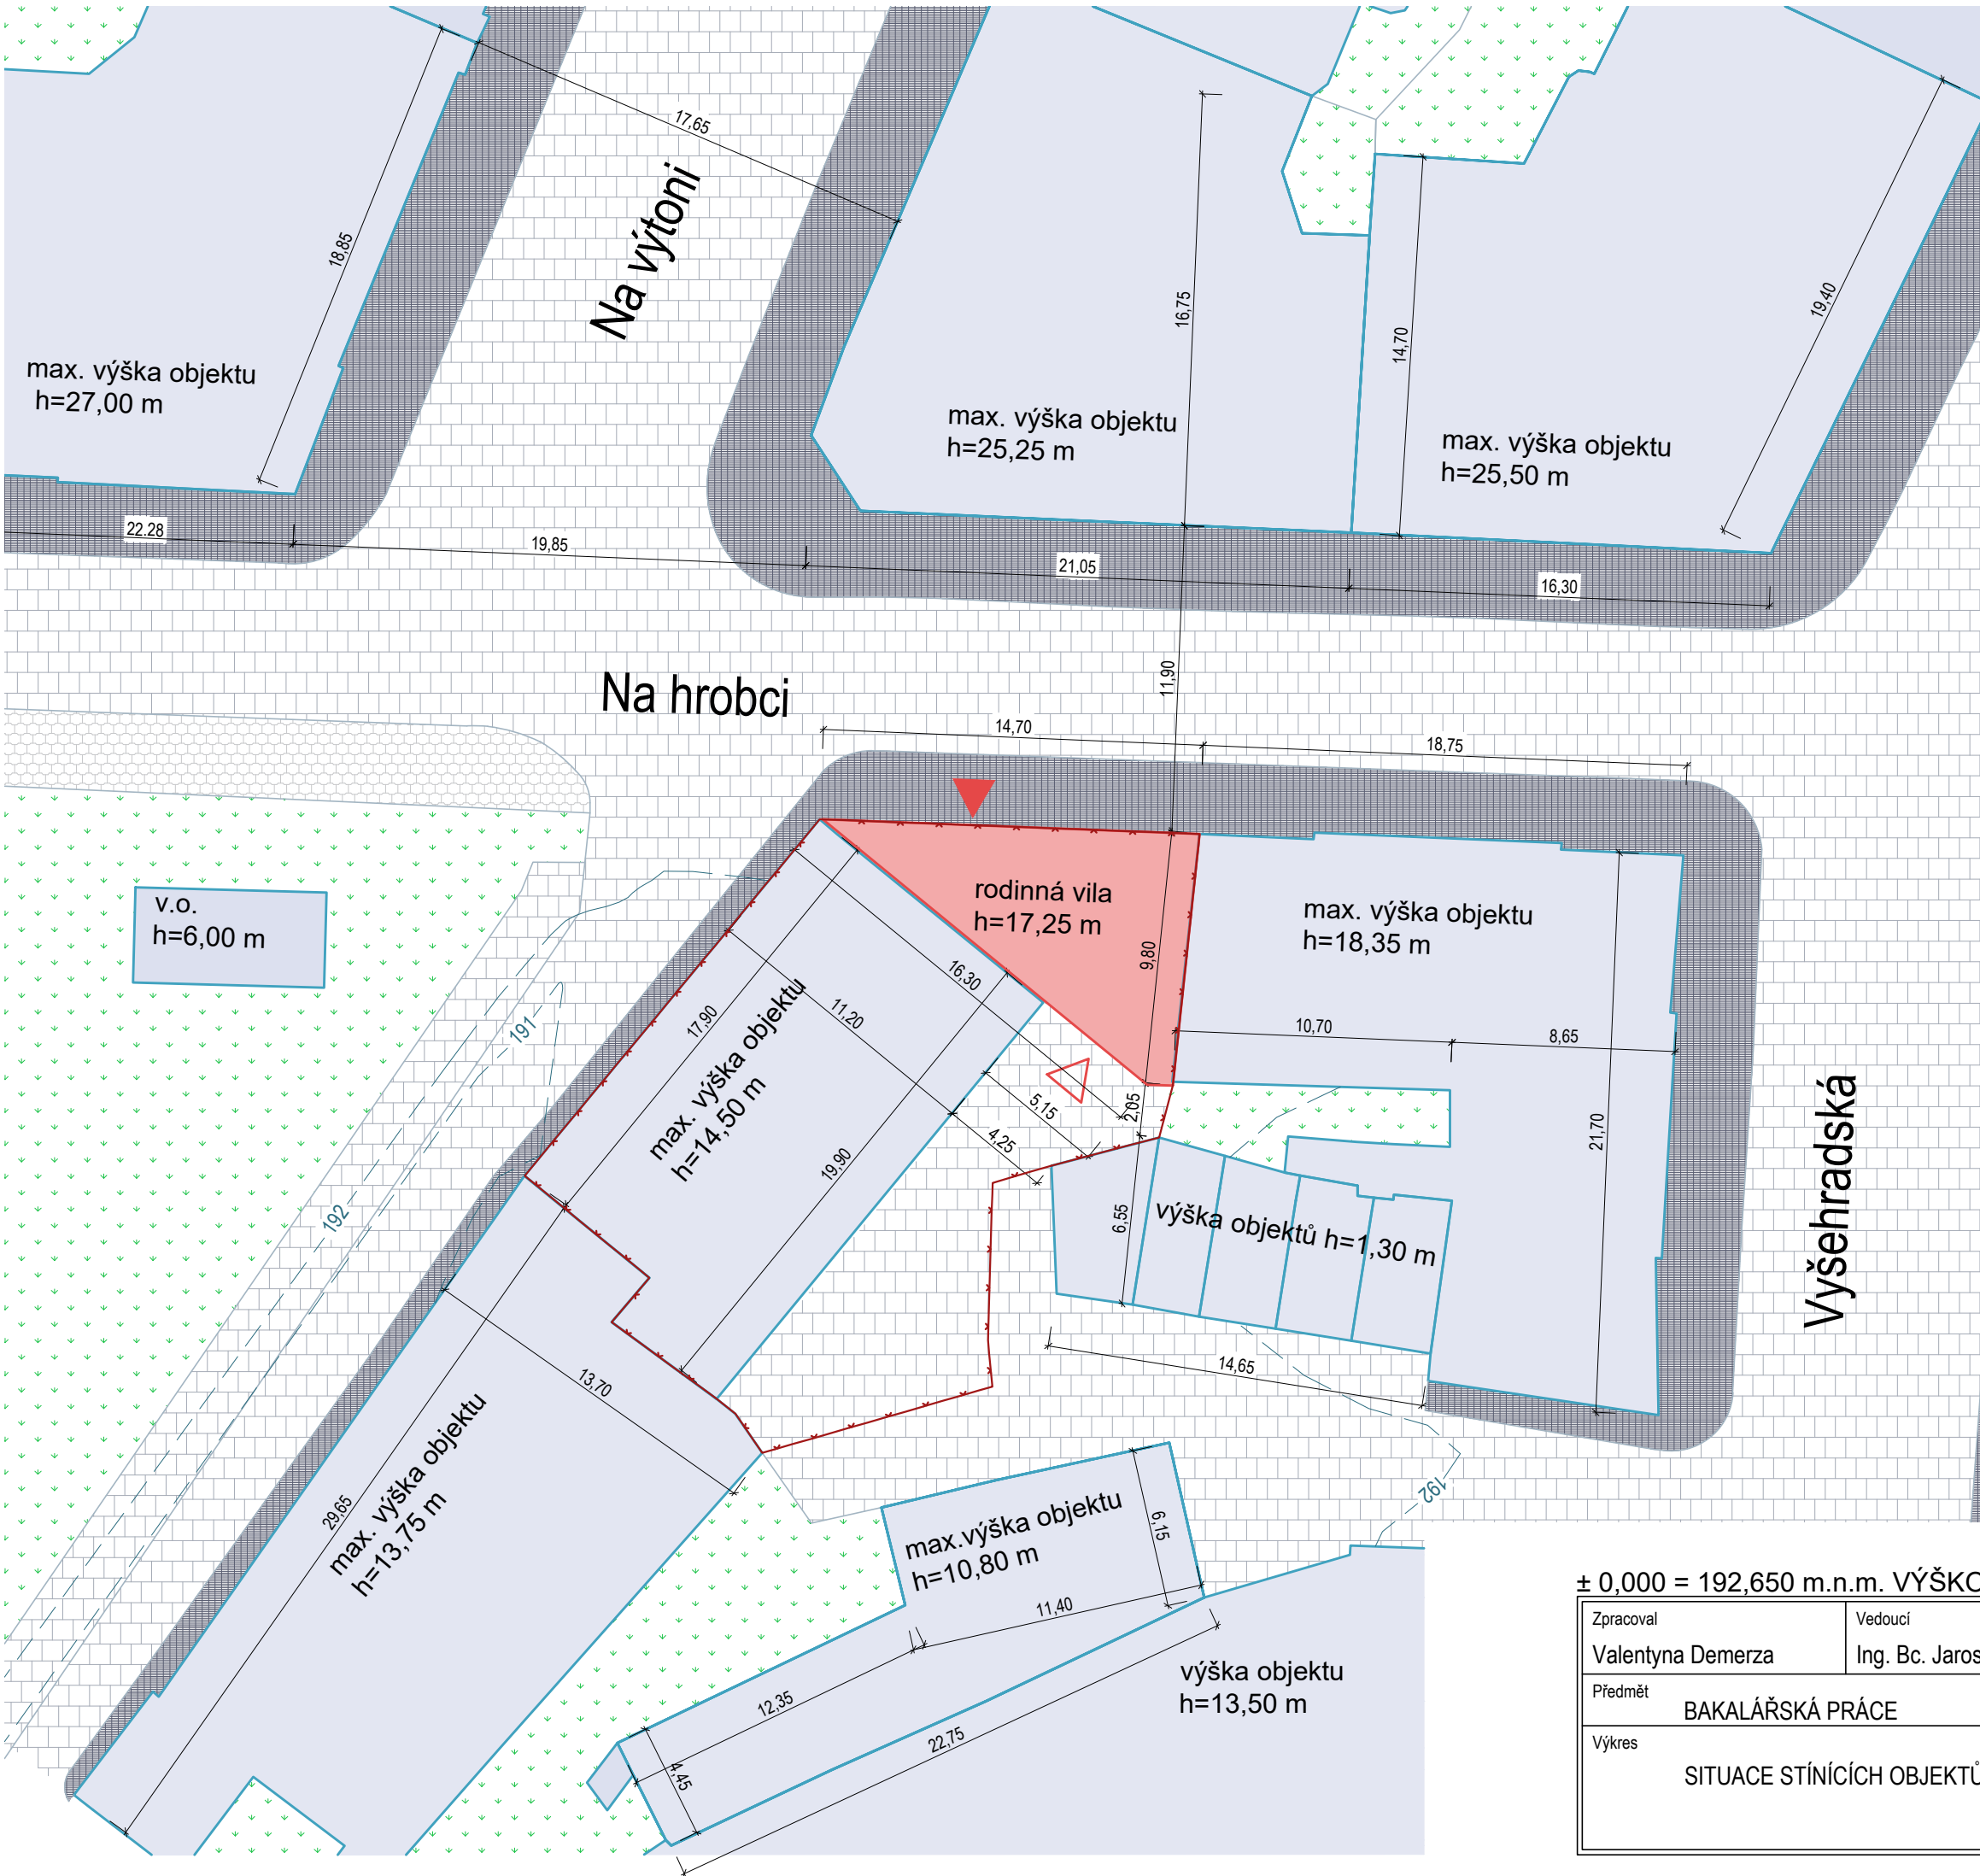 17,65
18,85
Na výtoni
16,75
14,70
19,40
max. výška objektu
h=27,00 m
max. výška objektu
h=25,25 m
max. výška objektu
h=25,50 m
22.28
19,85
21,05
16,30
11,90
Na hrobci
14,70
18,75
v.o.
h=6,00 m
rodinná vila
h=17,25 m
max. výška objektu
h=18,35 m
9,80
16,30
11,20
17,90
191
192
max. výška objektu
h=14,50 m
19,90
10,70
8,65
5,15
4,25
2,05
21,70
Vyšehradská
6,55
výška objektů h=1,30 m
14,65
13,70
29,65
max. výška objektu
h=13,75 m
192
max.výška objektu
h=10,80 m
6,15
11,40
12,35
22,75
4,45
výška objektu
h=13,50 m
± 0,000 = 192,650 m.n.m. VÝŠKO
Zpracoval
Vedoucí
Valentyna Demerza
Ing. Bc. Jaros
Předmět
BAKALÁŘSKÁ PRÁCE
Výkres
SITUACE STÍNÍCÍCH OBJEKTŮ